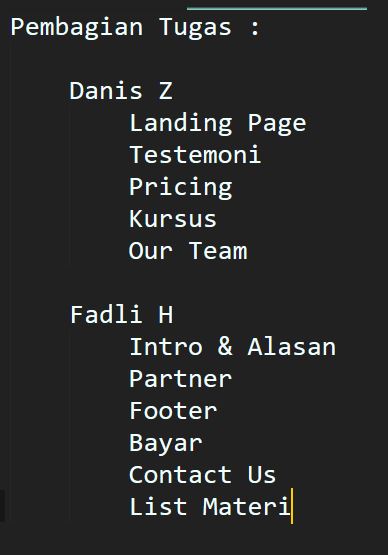 Pembagian Tugas :
Danis Z
Landing Page
Testemoni
Pricing
Kursus
Our Team
Fadli H
Intro & Alasan
Partner
Footer
Bayar
Contact Us
List Materi